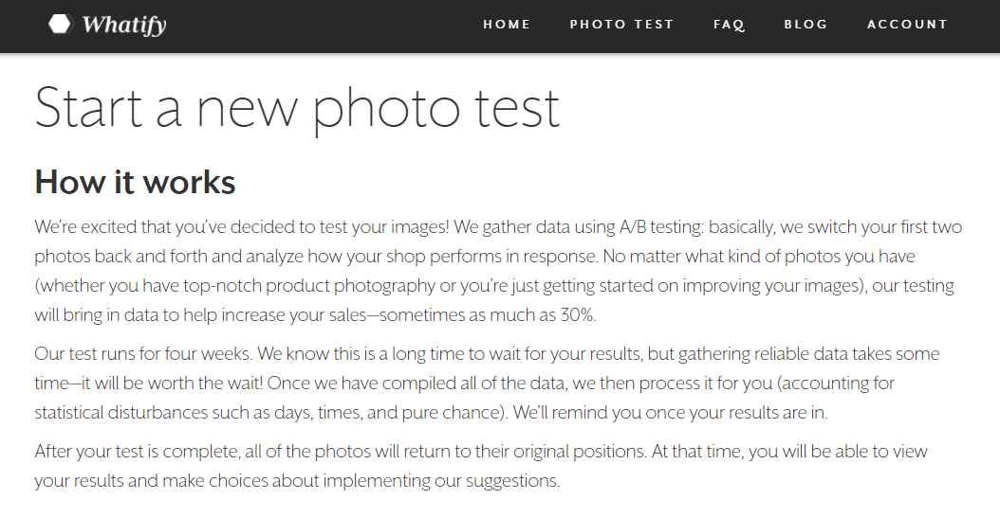 Whatify
HOME PHOTO TEST FAQ BLOG ACCOUNT
Start a new photo test
How it works
We're excited that you've decided to test your images! We gather data using A/B testing: basically, we switch your first two
photos back and forth and analyze how your shop performs in response. No matter what kind of photos you have
(whether you have top-notch product photography or you're just getting started on improving your images), our testing
will bring in data to help increase your sales—sometimes as much as 30%.
Our test runs for four weeks. We know this is a long time to wait for your results, but gathering reliable data takes some
time—it will be worth the wait! Once we have compiled all of the data, we then process it for you (accounting for
statistical disturbances such as days, times, and pure chance). We'll remind you once your results are in.
After your test is complete, all of the photos will return to their original positions. At that time, you will be able to view
your results and make choices about implementing our suggestions.